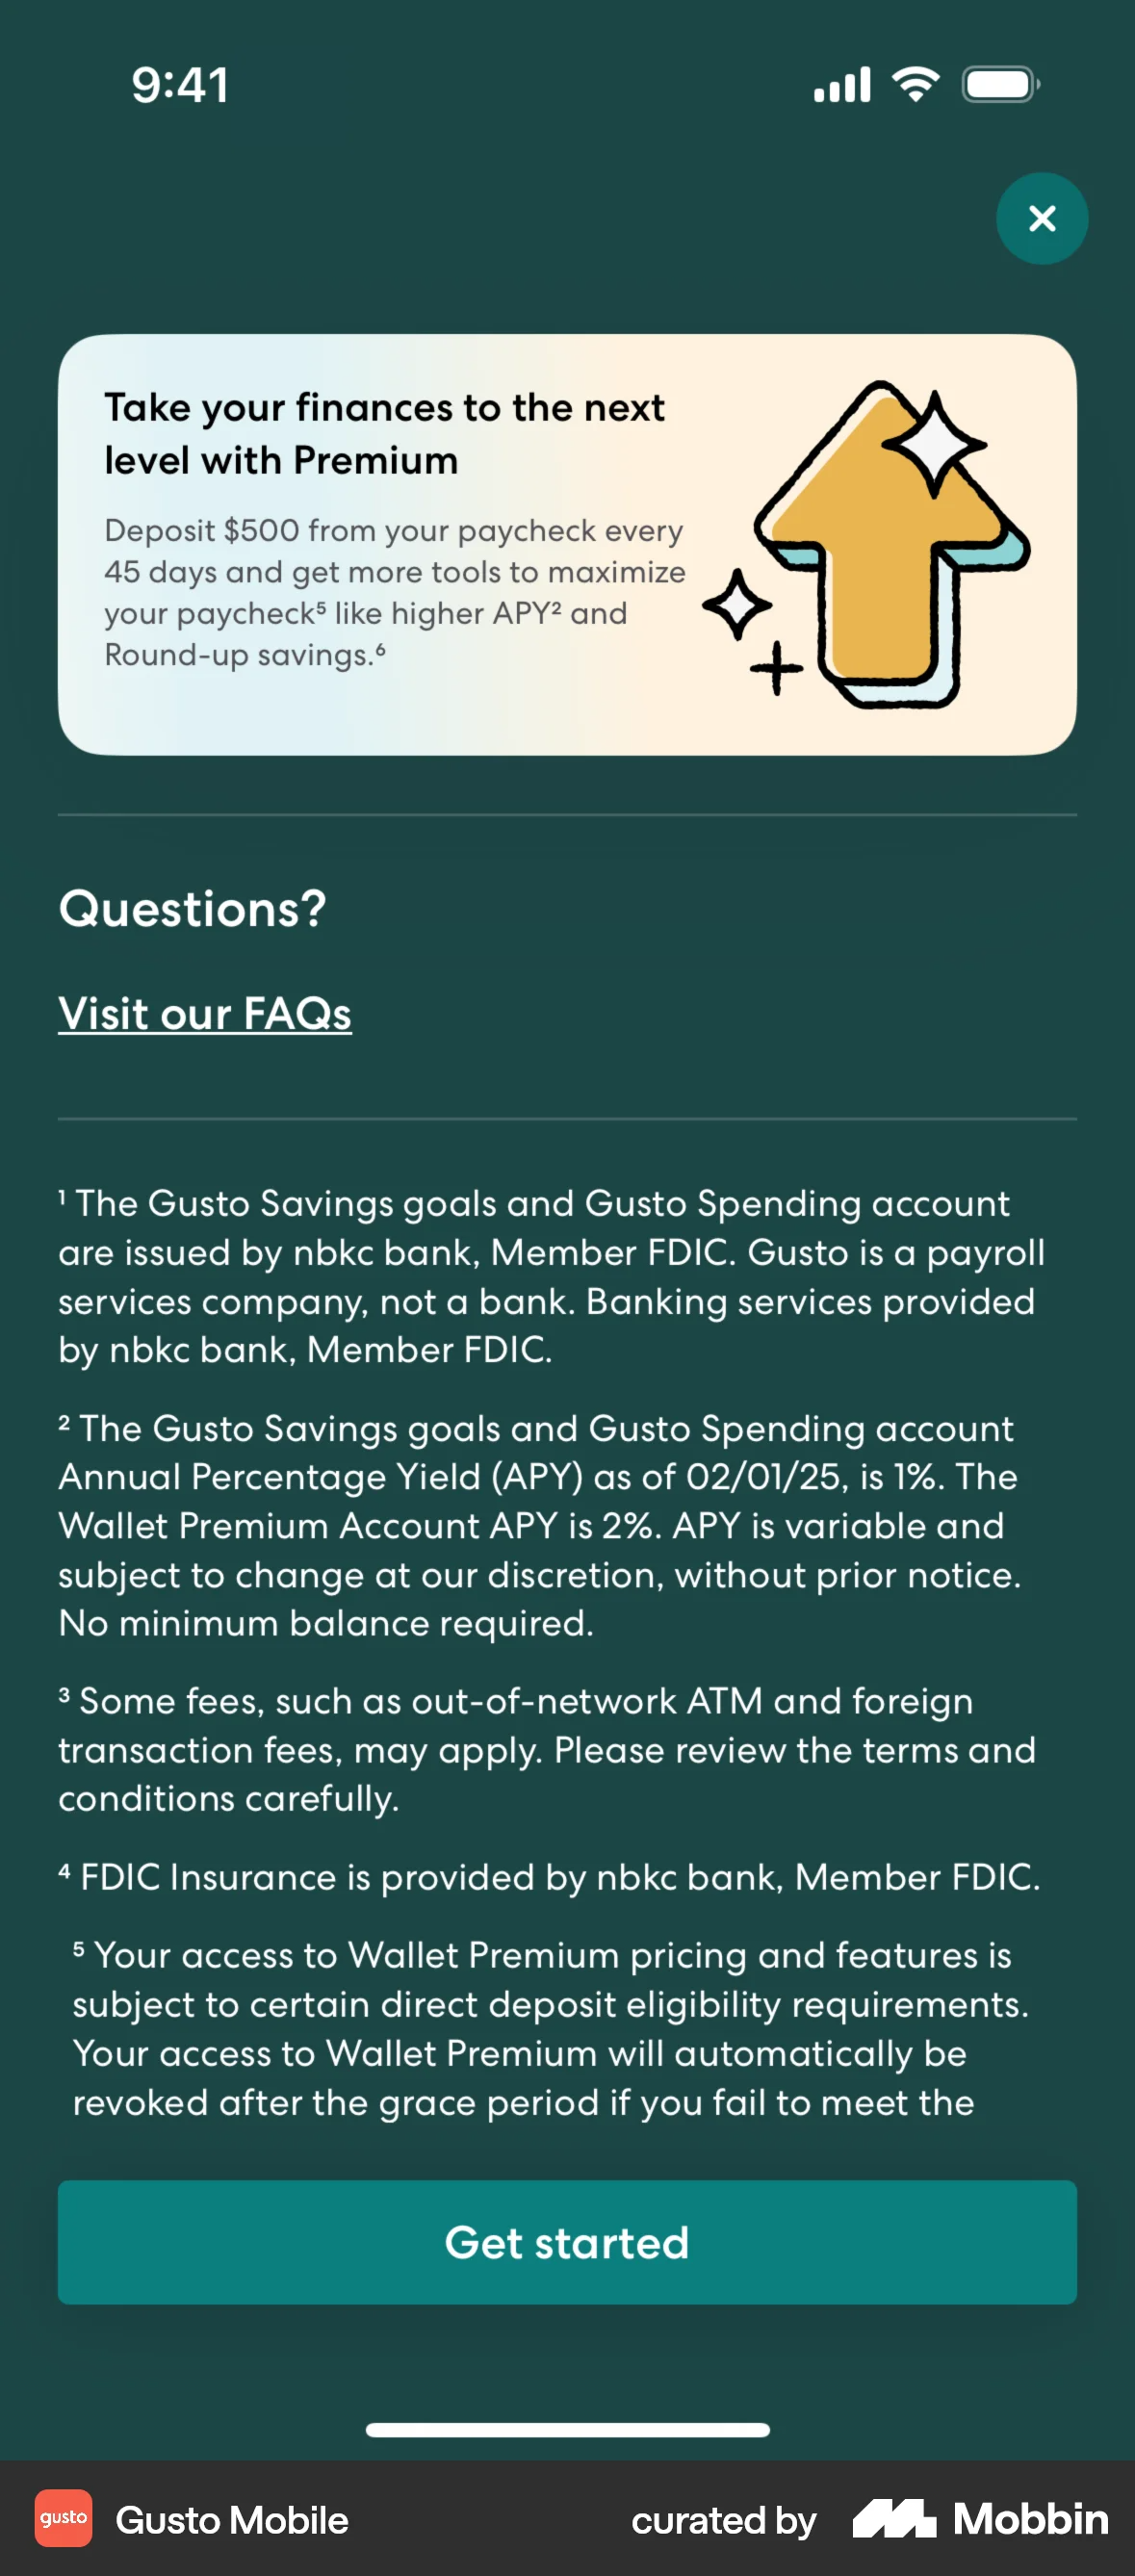 9:41
Take your finances to the next
level with Premium
Deposit $500 from your paycheck every
45 days and get more tools to maximize
your paycheck⁵ like higher APY² and
Round-up savings.⁶
Questions?
Visit our FAQs
¹ The Gusto Savings goals and Gusto Spending account
are issued by nbkc bank, Member FDIC. Gusto is a payroll
services company, not a bank. Banking services provided
by nbkc bank, Member FDIC.
² The Gusto Savings goals and Gusto Spending account
Annual Percentage Yield (APY) as of 02/01/25, is 1%. The
Wallet Premium Account APY is 2%. APY is variable and
subject to change at our discretion, without prior notice.
No minimum balance required.
³ Some fees, such as out-of-network ATM and foreign
transaction fees, may apply. Please review the terms and
conditions carefully.
⁴ FDIC Insurance is provided by nbkc bank, Member FDIC.
⁵ Your access to Wallet Premium pricing and features is
subject to certain direct deposit eligibility requirements.
Your access to Wallet Premium will automatically be
revoked after the grace period if you fail to meet the
Get started
gusto Gusto Mobile curated by Mobbin